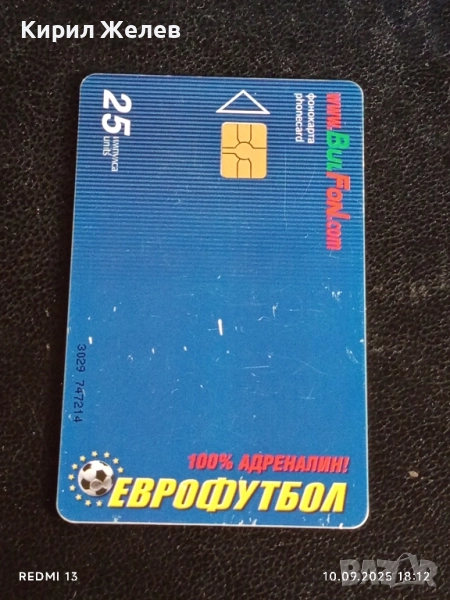 Кирил Желев
www.BulFon.com
фонокарта
phonecard
25 импулса
units
3029 747214
100% АДРЕНАЛИН!
ЕВРОФУТБОЛ
REDMI 13
10.09.2025 18:12
BAZAR